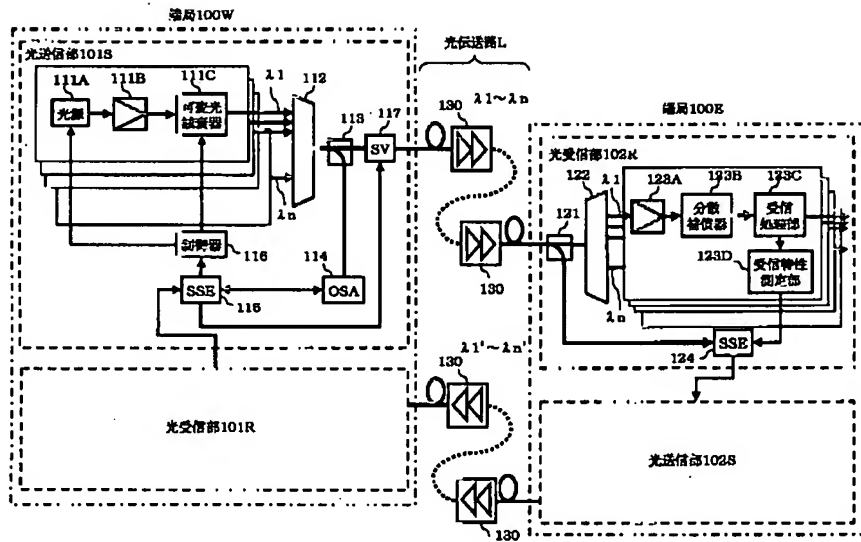 端局100W
光送信部101S
111A
111B
111C
光源
可変光
減衰器
λ1
112
λn
113
117
SV
制御器
116
114
SSE
115
OSA
光受信部101R
光伝送路L
130
λ1～λn
130
λ1'～λn'
130
130
端局100E
光受信部102R
121
122
λ1
λn
123A
123B
123C
分散
補償器
受信
処理部
123D
受信特性
測定部
SSE
124
光送信部102S